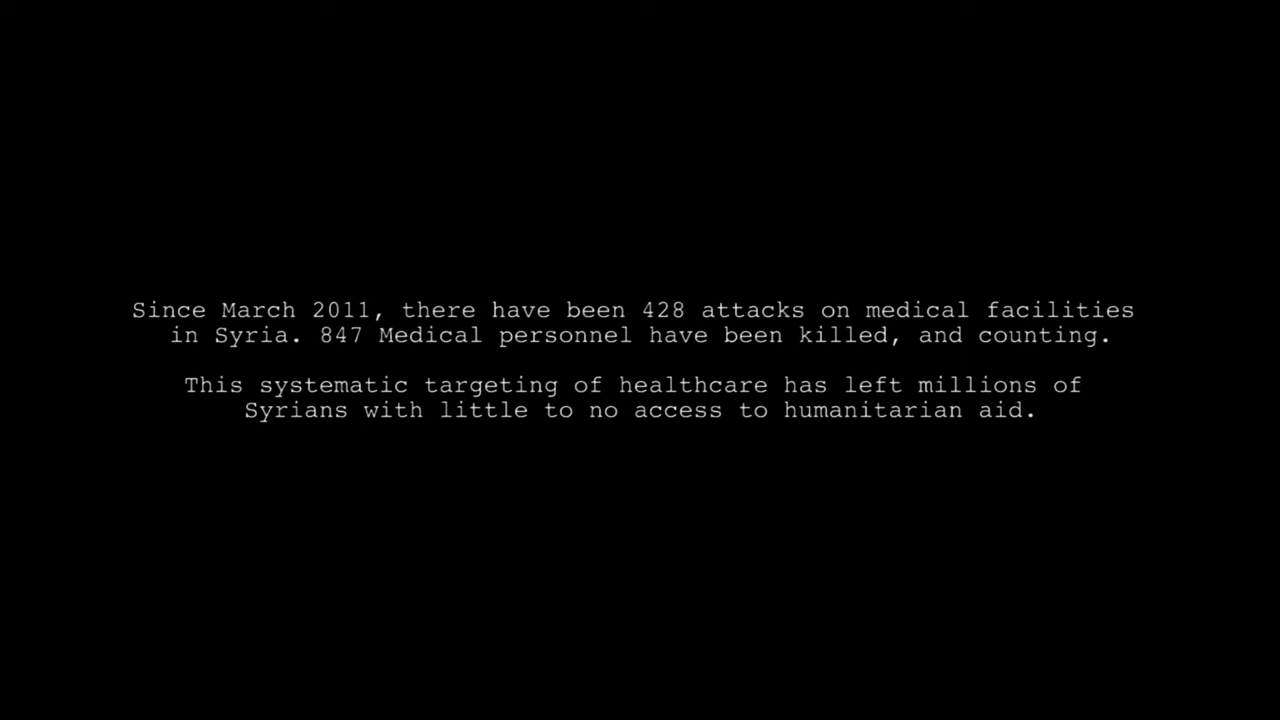 Since March 2011, there have been 428 attacks on medical facilities
in Syria. 847 Medical personnel have been killed, and counting.
This systematic targeting of healthcare has left millions of
Syrians with little to no access to humanitarian aid.